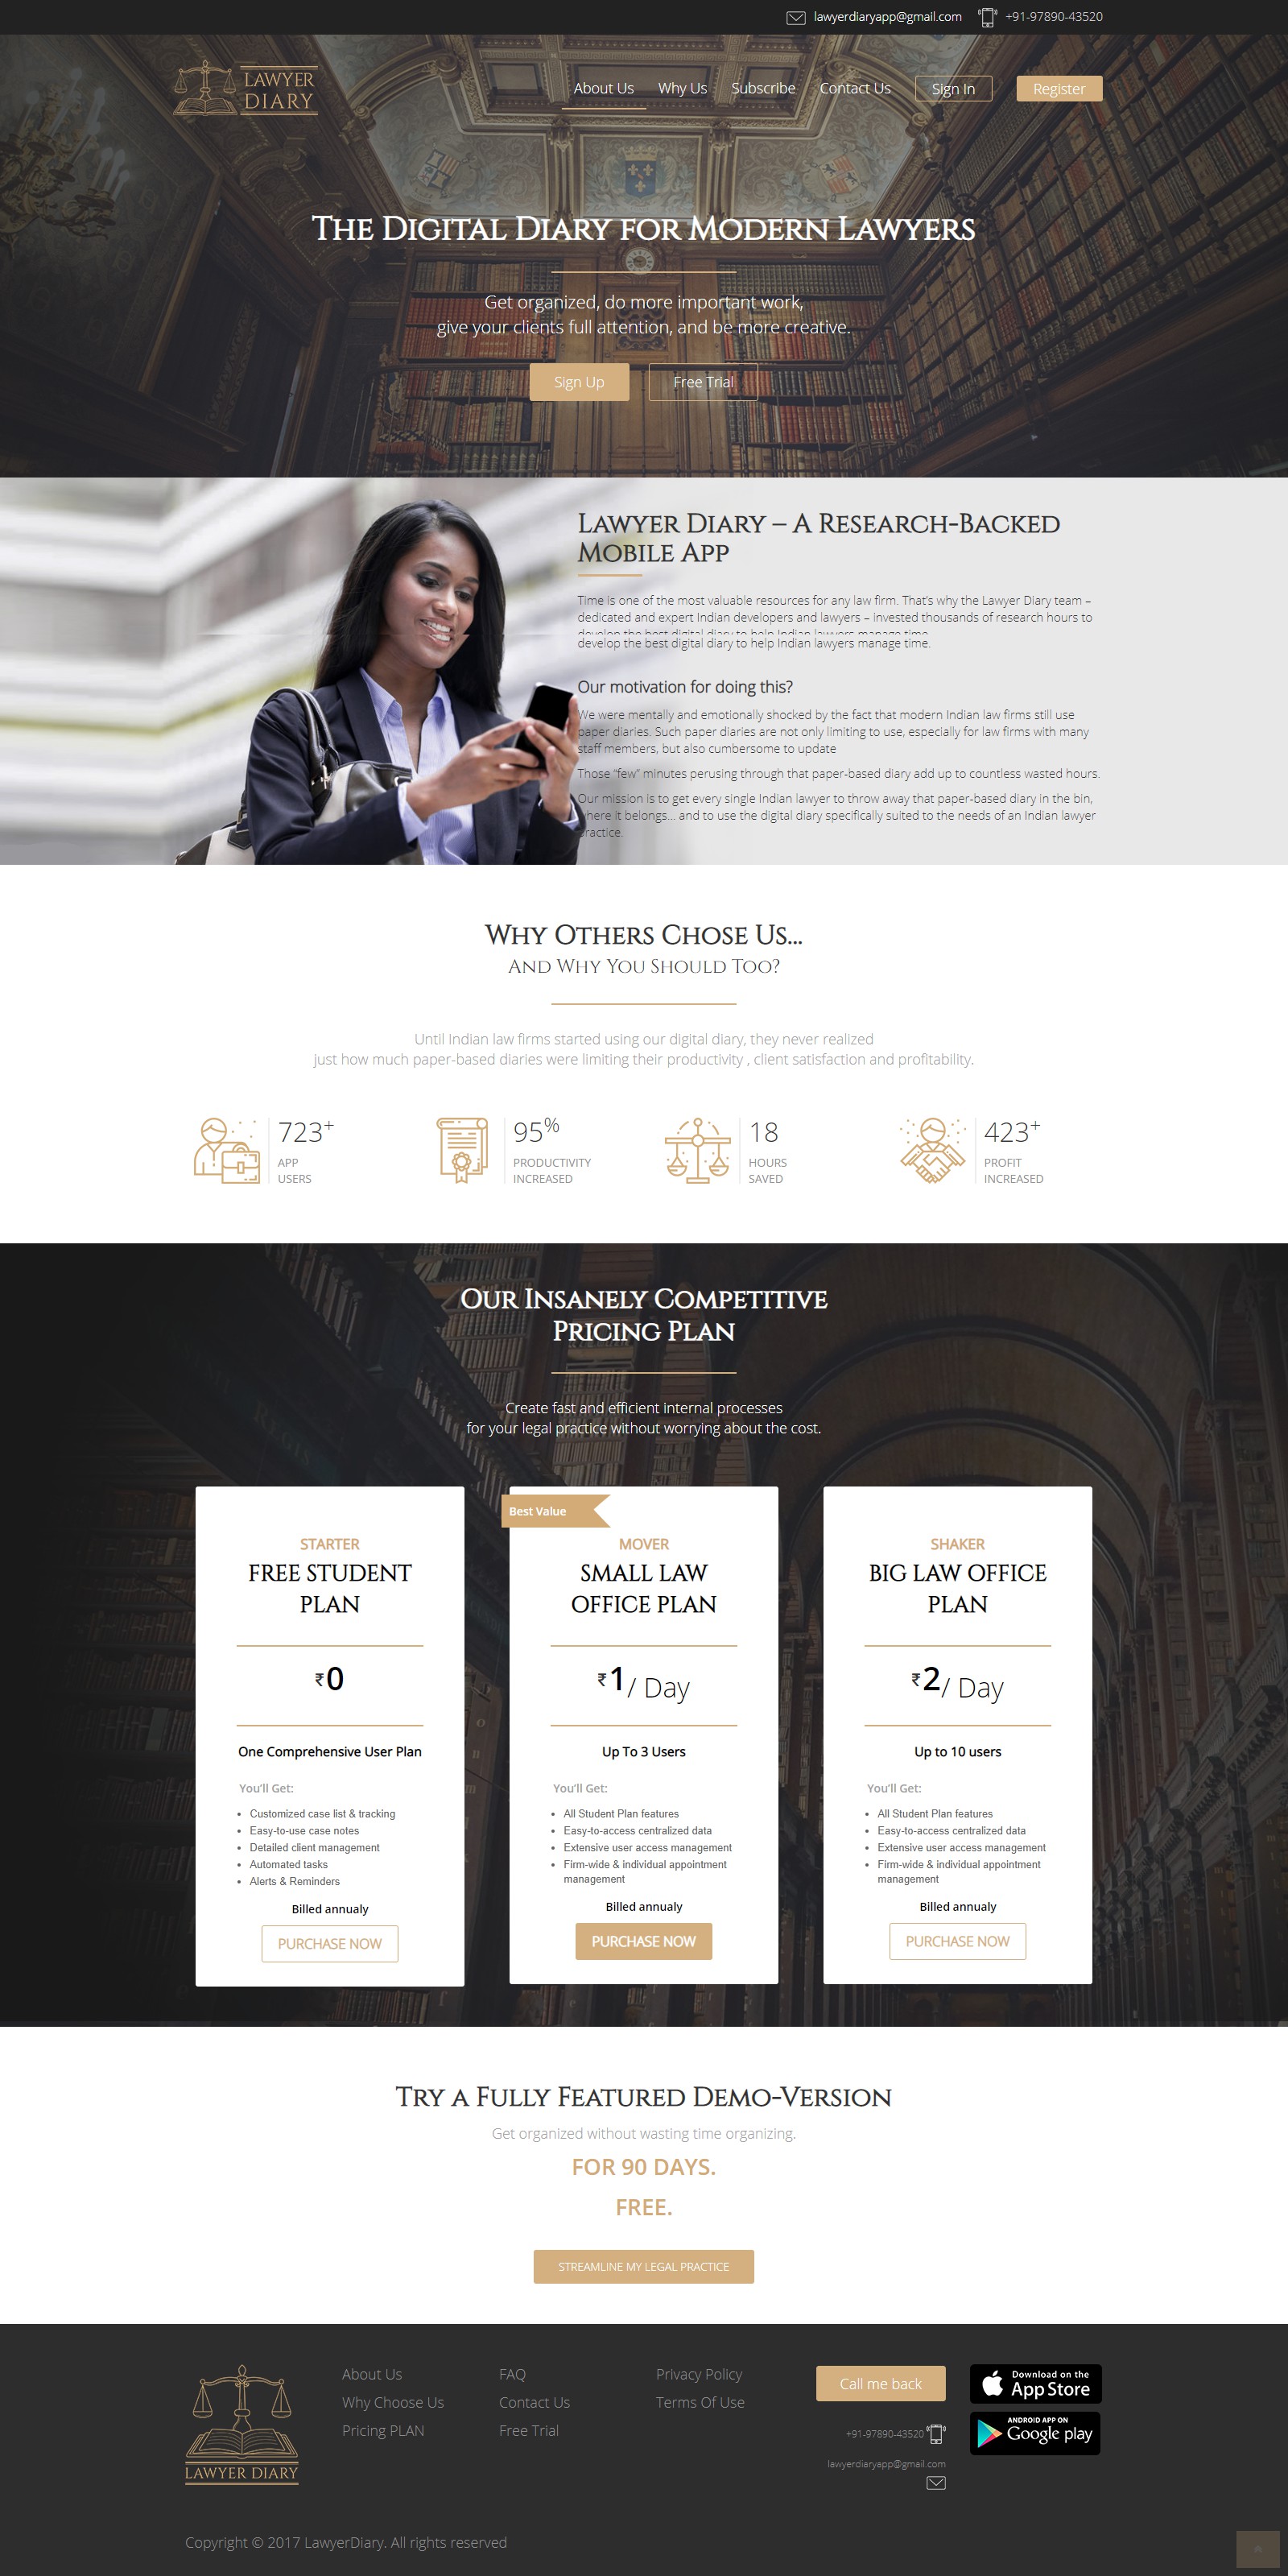 lawyerdiaryapp@gmail.com +91-97890-43520
LAWYER
DIARY
About Us Why Us Subscribe Contact Us Sign In Register
The Digital Diary for Modern Lawyers
Get organized, do more important work,
give your clients full attention, and be more creative.
Sign Up Free Trial
Lawyer Diary – A Research-Backed
Mobile App
Time is one of the most valuable resources for any law firm. That's why the Lawyer Diary team –
dedicated and expert Indian developers and lawyers – invested thousands of research hours to
develop the best digital diary to help Indian lawyers manage time.
develop the best digital diary to help Indian lawyers manage time.
Our motivation for doing this?
We were mentally and emotionally shocked by the fact that modern Indian law firms still use
paper diaries. Such paper diaries are not only limiting to use, especially for law firms with many
staff members, but also cumbersome to update
Those "few" minutes perusing through that paper-based diary add up to countless wasted hours.
Our mission is to get every single Indian lawyer to throw away that paper-based diary in the bin,
where it belongs... and to use the digital diary specifically suited to the needs of an Indian lawyer
practice.
Why Others Chose Us...
And Why You Should Too?
Until Indian law firms started using our digital diary, they never realized
just how much paper-based diaries were limiting their productivity , client satisfaction and profitability.
723+
APP
USERS
95%
PRODUCTIVITY
INCREASED
18
HOURS
SAVED
423+
PROFIT
INCREASED
Our Insanely Competitive
Pricing Plan
Create fast and efficient internal processes
for your legal practice without worrying about the cost.
STARTER
FREE STUDENT
PLAN
₹0
One Comprehensive User Plan
You'll Get:
• Customized case list & tracking
• Easy-to-use case notes
• Detailed client management
• Automated tasks
• Alerts & Reminders
Billed annualy
PURCHASE NOW
Best Value
MOVER
SMALL LAW
OFFICE PLAN
₹1/ Day
Up To 3 Users
You'll Get:
• All Student Plan features
• Easy-to-access centralized data
• Extensive user access management
• Firm-wide & individual appointment
management
Billed annualy
PURCHASE NOW
SHAKER
BIG LAW OFFICE
PLAN
₹2/ Day
Up to 10 users
You'll Get:
• All Student Plan features
• Easy-to-access centralized data
• Extensive user access management
• Firm-wide & individual appointment
management
Billed annualy
PURCHASE NOW
Try a Fully Featured Demo-Version
Get organized without wasting time organizing.
FOR 90 DAYS.
FREE.
STREAMLINE MY LEGAL PRACTICE
LAWYER DIARY
About Us
Why Choose Us
Pricing PLAN
FAQ
Contact Us
Free Trial
Privacy Policy
Terms Of Use
Call me back
+91-97890-43520
lawyerdiaryapp@gmail.com
Download on the
App Store
ANDROID APP ON
Google play
Copyright © 2017 LawyerDiary. All rights reserved